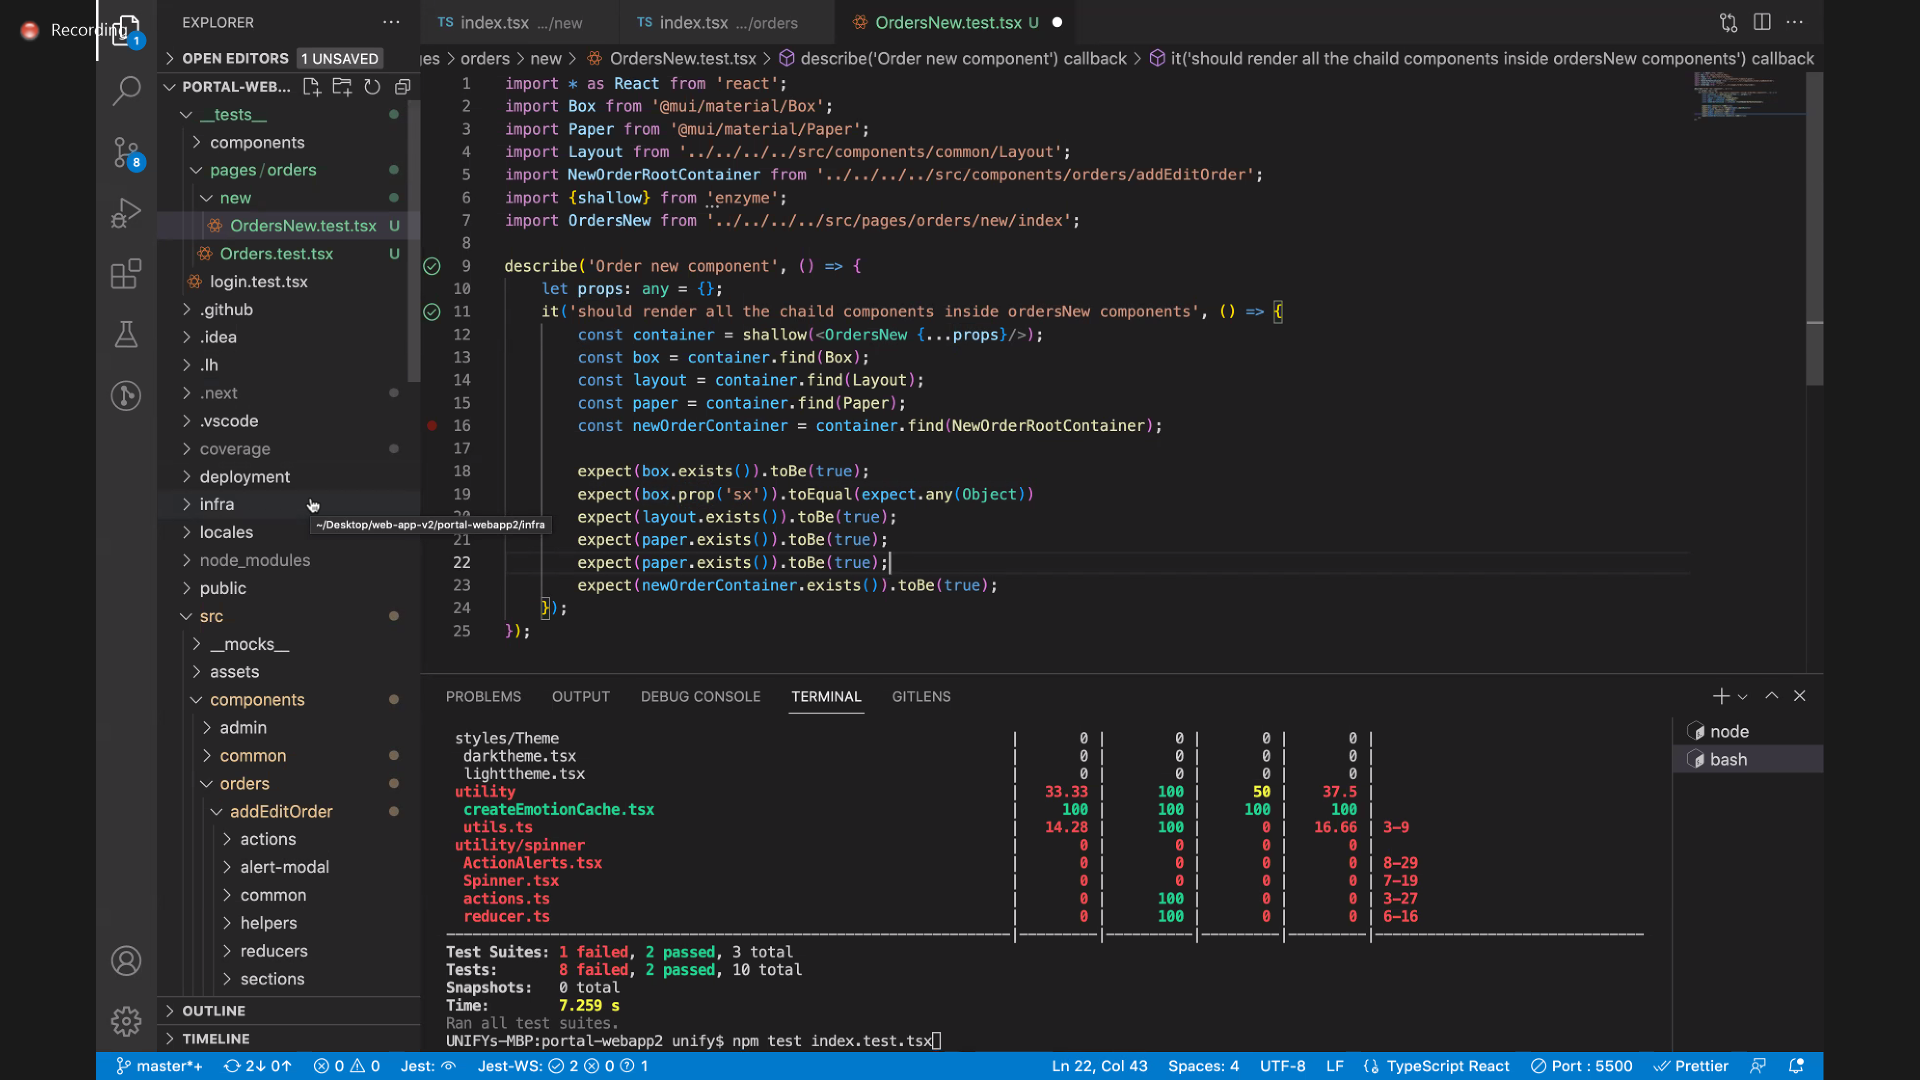 Recording
1
8
EXPLORER
OPEN EDITORS 1 UNSAVED
PORTAL-WEB...
__tests__
components
pages / orders
new
OrdersNew.test.tsx U
Orders.test.tsx U
login.test.tsx
.github
.idea
.lh
.next
.vscode
coverage
deployment
infra
locales
node_modules
public
src
__mocks__
assets
components
admin
common
orders
addEditOrder
actions
alert-modal
common
helpers
reducers
sections
OUTLINE
TIMELINE
~/Desktop/web-app-v2/portal-webapp2/infra
TS index.tsx .../new
TS index.tsx .../orders
OrdersNew.test.tsx U
es > orders > new > OrdersNew.test.tsx > describe('Order new component') callback > it('should render all the chaild components inside ordersNew components') callback
1 import * as React from 'react';
2 import Box from '@mui/material/Box';
3 import Paper from '@mui/material/Paper';
4 import Layout from '../../../../src/components/common/Layout';
5 import NewOrderRootContainer from '../../../../src/components/orders/addEditOrder';
6 import {shallow} from 'enzyme';
7 import OrdersNew from '../../../../src/pages/orders/new/index';
8
9 describe('Order new component', () => {
10 let props: any = {};
11 it('should render all the chaild components inside ordersNew components', () => {
12 const container = shallow(<OrdersNew {...props}/>);
13 const box = container.find(Box);
14 const layout = container.find(Layout);
15 const paper = container.find(Paper);
16 const newOrderContainer = container.find(NewOrderRootContainer);
17
18 expect(box.exists()).toBe(true);
19 expect(box.prop('sx')).toEqual(expect.any(Object))
20 expect(layout.exists()).toBe(true);
21 expect(paper.exists()).toBe(true);
22 expect(paper.exists()).toBe(true);
23 expect(newOrderContainer.exists()).toBe(true);
24 });
25 });
PROBLEMS OUTPUT DEBUG CONSOLE TERMINAL GITLENS
node
bash
styles/Theme | 0 | 0 | 0 | 0 |
darktheme.tsx | 0 | 0 | 0 | 0 |
lighttheme.tsx | 0 | 0 | 0 | 0 |
utility | 33.33 | 100 | 50 | 37.5 |
createEmotionCache.tsx | 100 | 100 | 100 | 100 |
utils.ts | 14.28 | 100 | 0 | 16.66 | 3-9
utility/spinner | 0 | 0 | 0 | 0 |
ActionAlerts.tsx | 0 | 0 | 0 | 0 | 8-29
Spinner.tsx | 0 | 0 | 0 | 0 | 7-19
actions.ts | 0 | 100 | 0 | 0 | 3-27
reducer.ts | 0 | 100 | 0 | 0 | 6-16
Test Suites: 1 failed, 2 passed, 3 total
Tests: 8 failed, 2 passed, 10 total
Snapshots: 0 total
Time: 7.259 s
Ran all test suites.
UNIFYs-MBP:portal-webapp2 unify$ npm test index.test.tsx
master*+ 2↓ 0↑ 0 0 Jest: Jest-WS: 2 0 1 Ln 22, Col 43 Spaces: 4 UTF-8 LF {} TypeScript React Port : 5500 Prettier